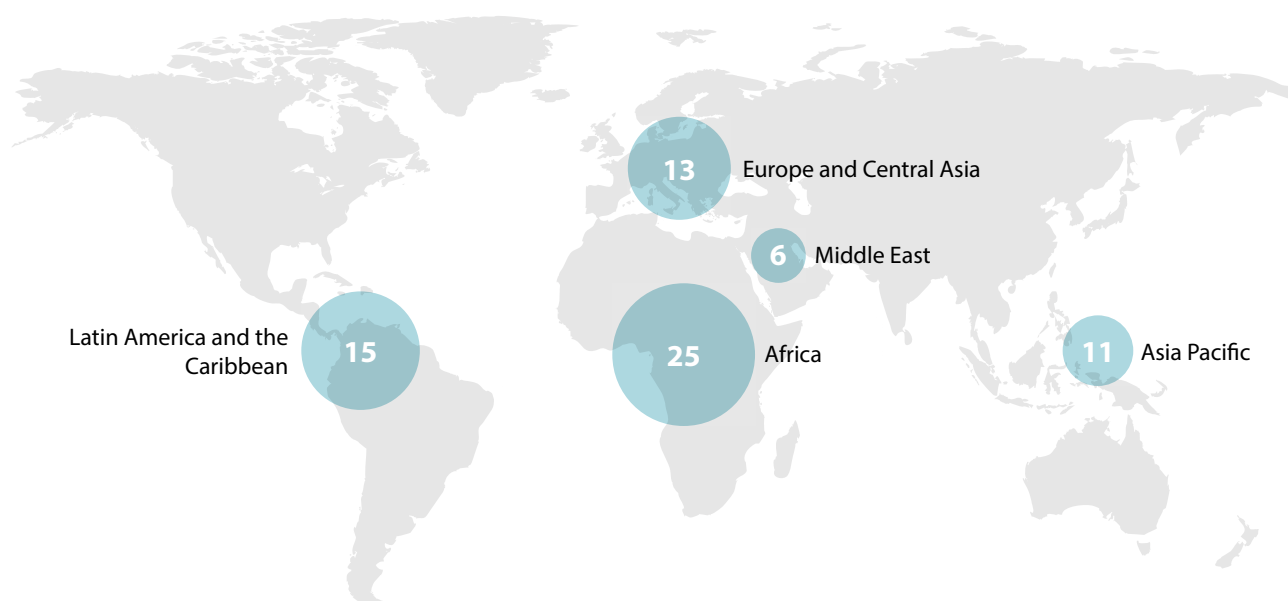 13
Europe and Central Asia
6
Middle East
Latin America and the
Caribbean
15
25
Africa
11
Asia Pacific